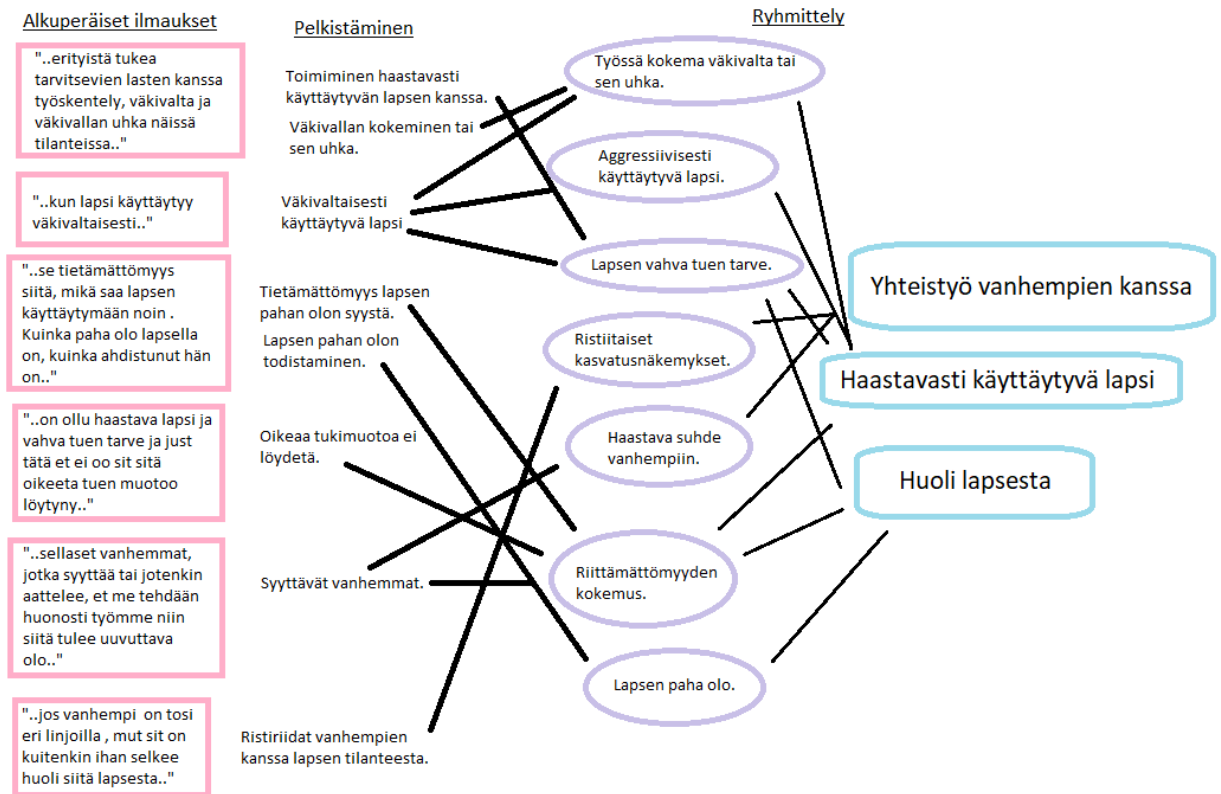 Alkuperäiset ilmaukset
Pelkistäminen
Ryhmittely
"..erityistä tukea
tarvitsevien lasten kanssa
työskentely, väkivalta ja
väkivallan uhka näissä
tilanteissa.."
"..kun lapsi käyttäytyy
väkivaltaisesti.."
"..se tietämättömyys
siitä, mikä saa lapsen
käyttäytymään noin .
Kuinka paha olo lapsella
on, kuinka ahdistunut hän
on.."
"..on ollu haastava lapsi ja
vahva tuen tarve ja just
tätä et ei oo sit sitä
oikeeta tuen muotoo
löytyny.."
"..sellaset vanhemmat,
jotka syyttää tai jotenkin
aattelee, et me tehdään
huonosti työmme niin
siitä tulee uuvuttava
olo.."
"..jos vanhempi on tosi
eri linjoilla , mut sit on
kuitenkin ihan selkee
huoli siitä lapsesta.."
Toimiminen haastavasti
käyttäytyvän lapsen kanssa.
Väkivallan kokeminen tai
sen uhka.
Väkivaltaisesti
käyttäytyvä lapsi
Tietämättömyys lapsen
pahan olon syystä.
Lapsen pahan olon
todistaminen.
Oikeaa tukimuotoa ei
löydetä.
Syyttävät vanhemmat.
Ristiriidat vanhempien
kanssa lapsen tilanteesta.
Työssä kokema väkivalta tai
sen uhka.
Aggressiivisesti
käyttäytyvä lapsi.
Lapsen vahva tuen tarve.
Ristiitaiset
kasvatusnäkemykset.
Haastava suhde
vanhempiin.
Riittämättömyyden
kokemus.
Lapsen paha olo.
Yhteistyö vanhempien kanssa
Haastavasti käyttäytyvä lapsi
Huoli lapsesta